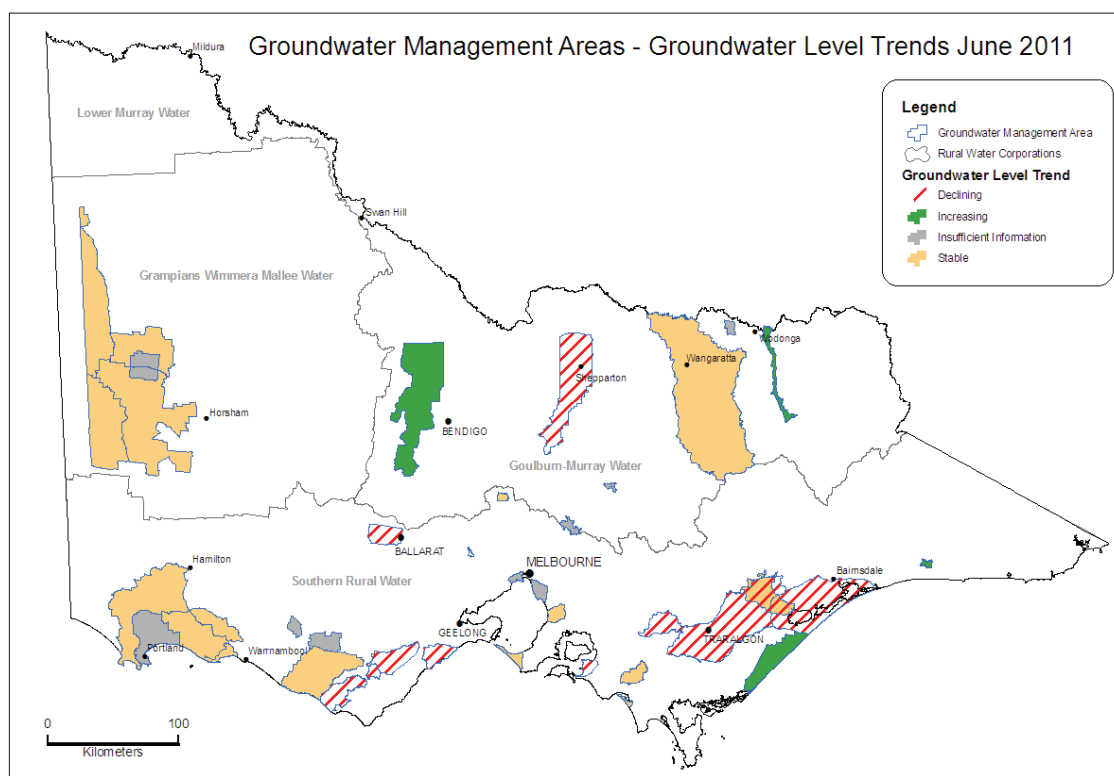 Groundwater Management Areas - Groundwater Level Trends June 2011
Mildura
Lower Murray Water
Legend
Groundwater Management Area
Rural Water Corporations
Groundwater Level Trend
Declining
Increasing
Insufficient Information
Stable
Swan Hill
Grampians Wimmera Mallee Water
Wodonga
Wangaratta
Shepparton
Horsham
BENDIGO
Goulburn-Murray Water
BALLARAT
Hamilton
MELBOURNE
Southern Rural Water
Bairnsdale
GEELONG
TRARALGON
Portland
Warrnambool
0 100
Kilometers